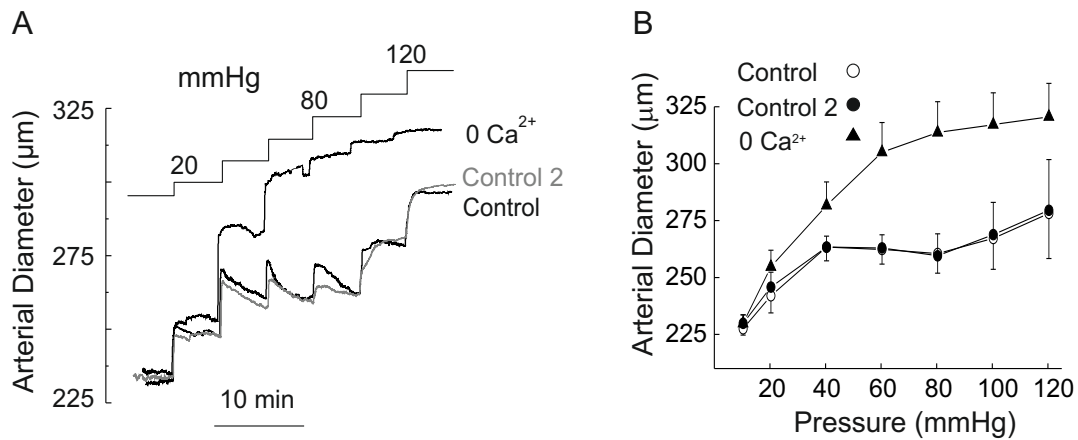 A
mmHg
20
80
120
325
275
225
Arterial Diameter (μm)
0 Ca²⁺
Control 2
Control
10 min
B
Control
Control 2
0 Ca²⁺
325
300
275
250
225
Arterial Diameter (μm)
20 40 60 80 100 120
Pressure (mmHg)